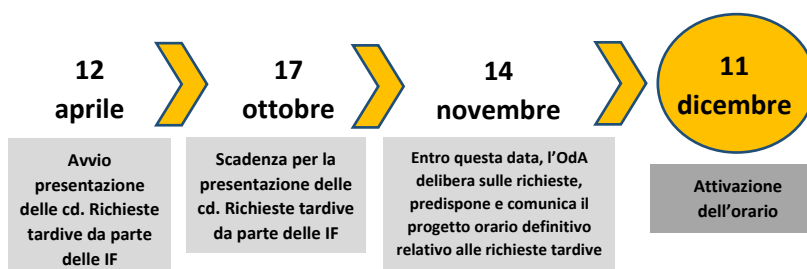 12
aprile
17
ottobre
14
novembre
11
dicembre
Avvio
presentazione
delle cd. Richieste
tardive da parte
delle IF
Scadenza per la
presentazione delle
cd. Richieste tardive
da parte delle IF
Entro questa data, l'OdA
delibera sulle richieste,
predispone e comunica il
progetto orario definitivo
relativo alle richieste tardive
Attivazione
dell'orario